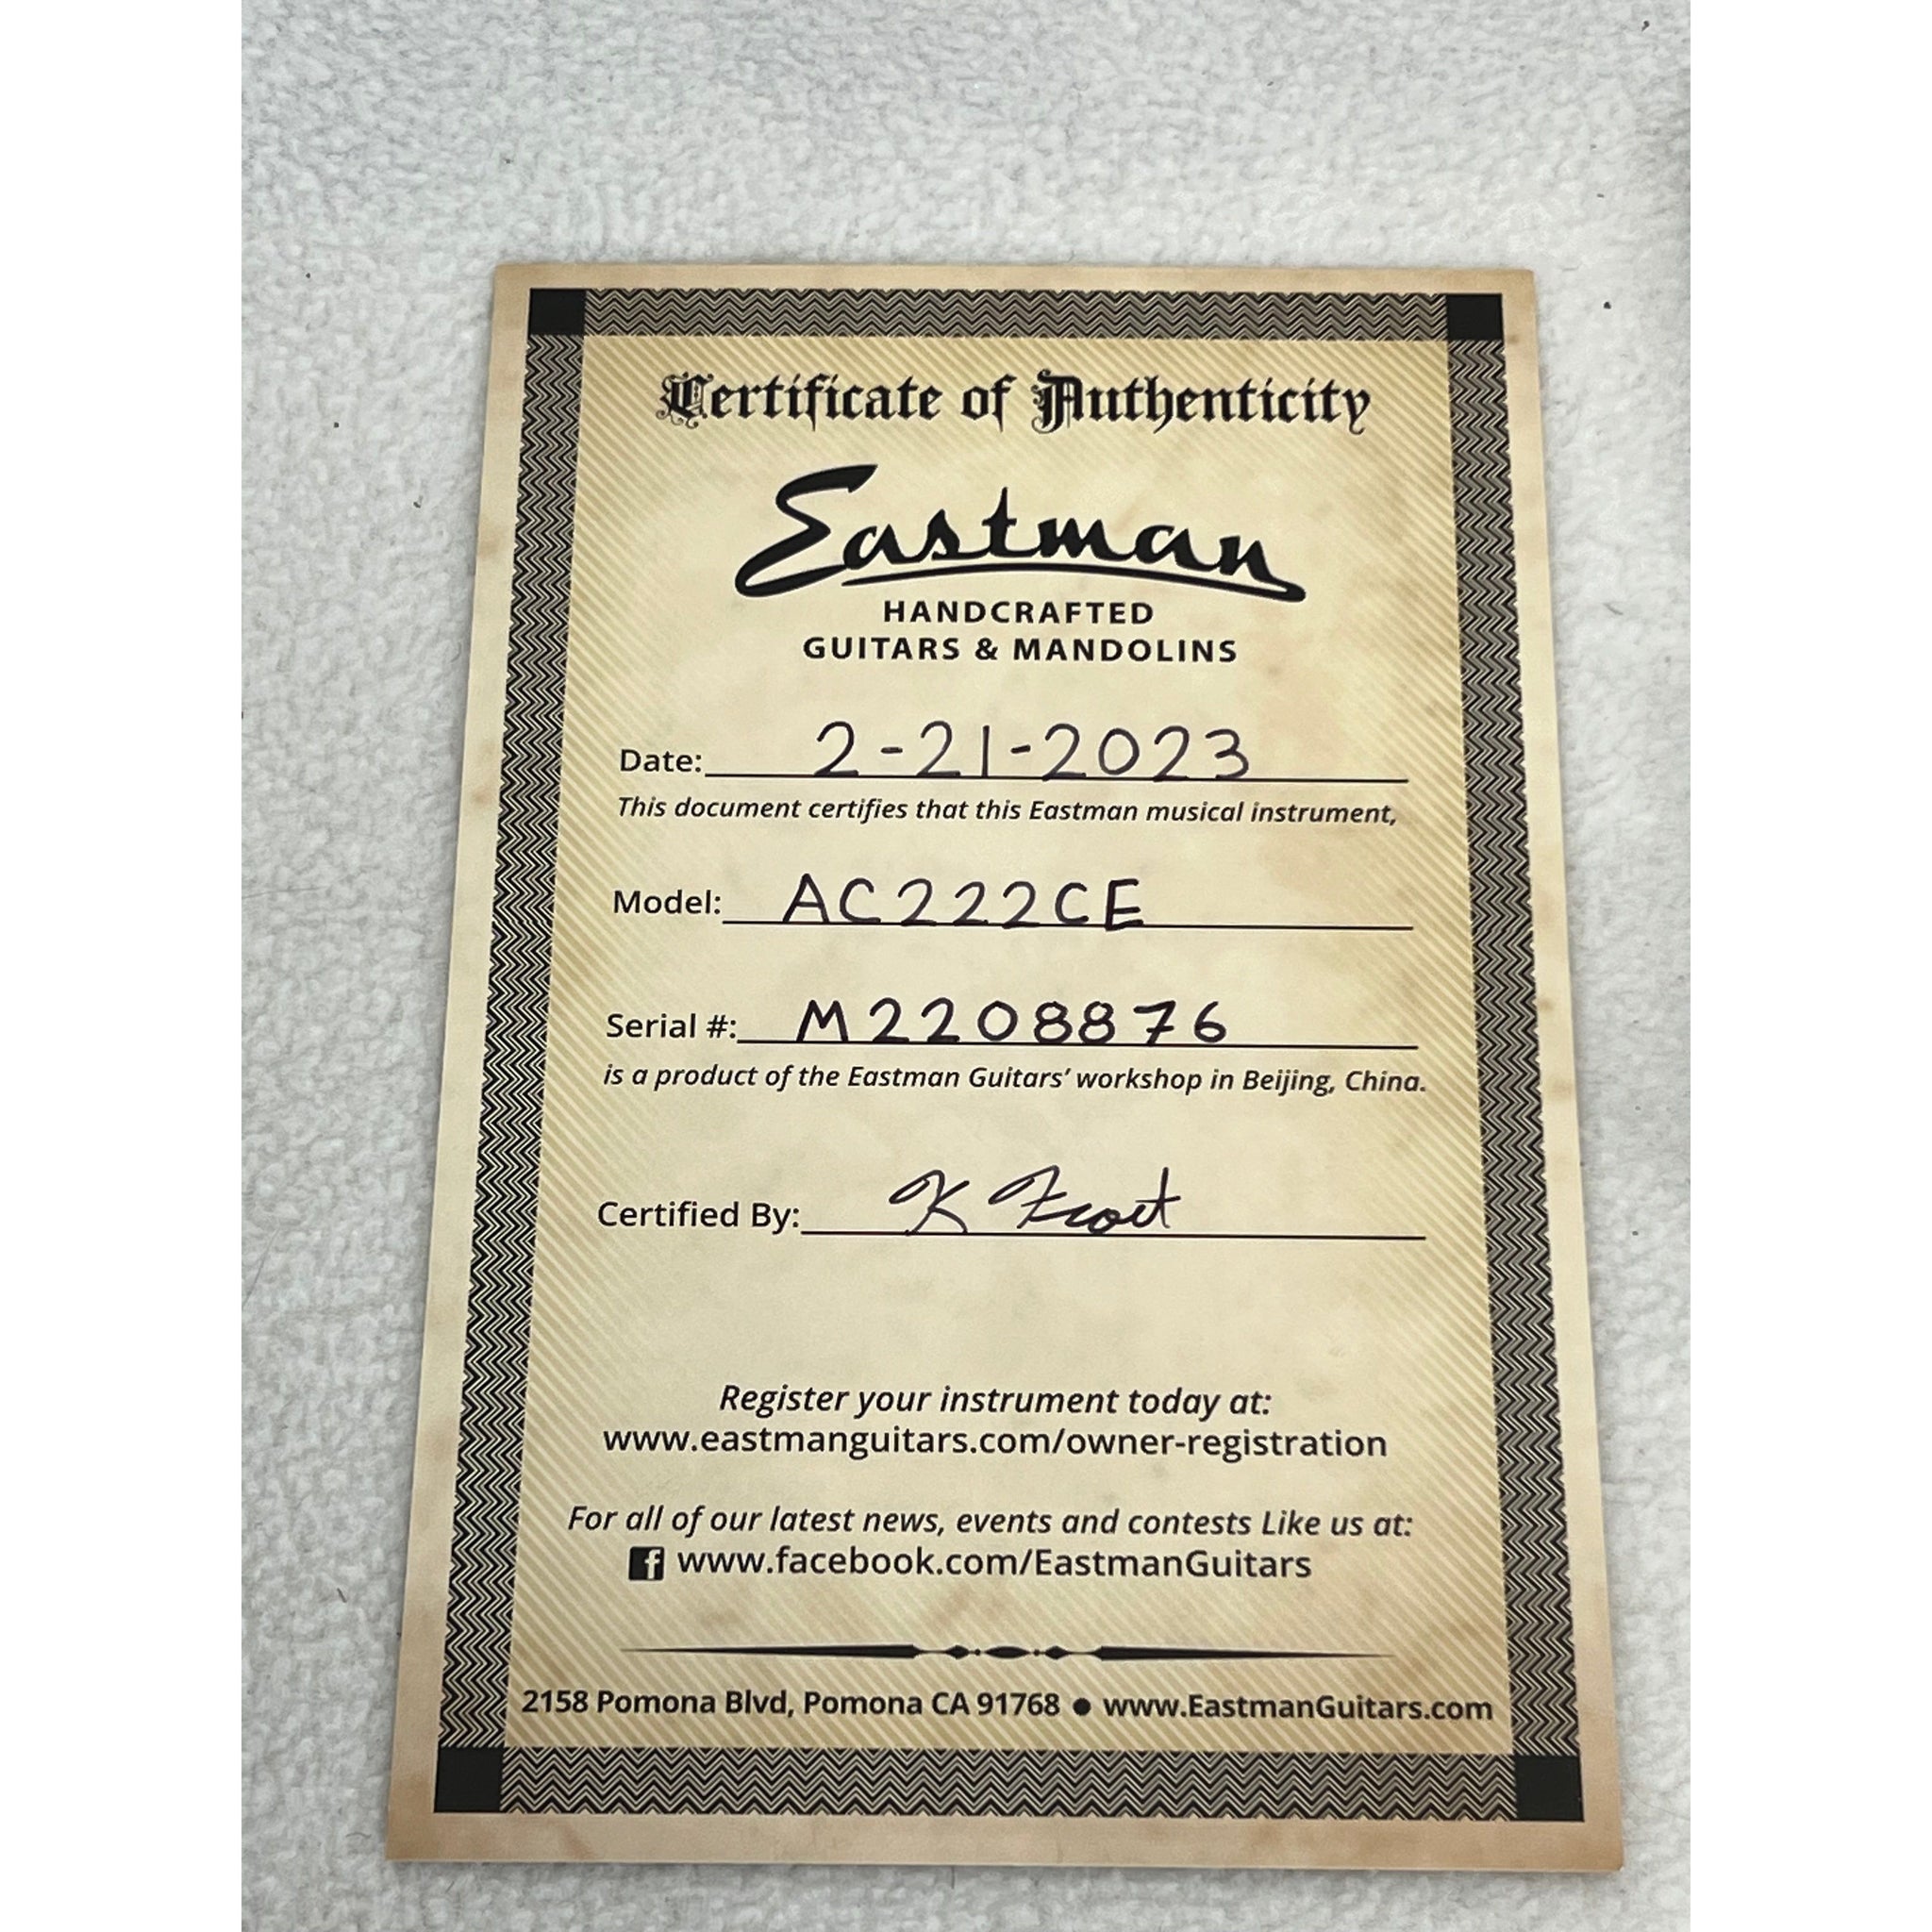 Certificate of Authenticity
Eastman
HANDCRAFTED
GUITARS & MANDOLINS
Date: 2-21-2023
This document certifies that this Eastman musical instrument,
Model: AC222CE
Serial #: M2208876
is a product of the Eastman Guitars' workshop in Beijing, China.
Certified By: K Frost
Register your instrument today at:
www.eastmanguitars.com/owner-registration
For all of our latest news, events and contests Like us at:
f www.facebook.com/EastmanGuitars
2158 Pomona Blvd, Pomona CA 91768 • www.EastmanGuitars.com